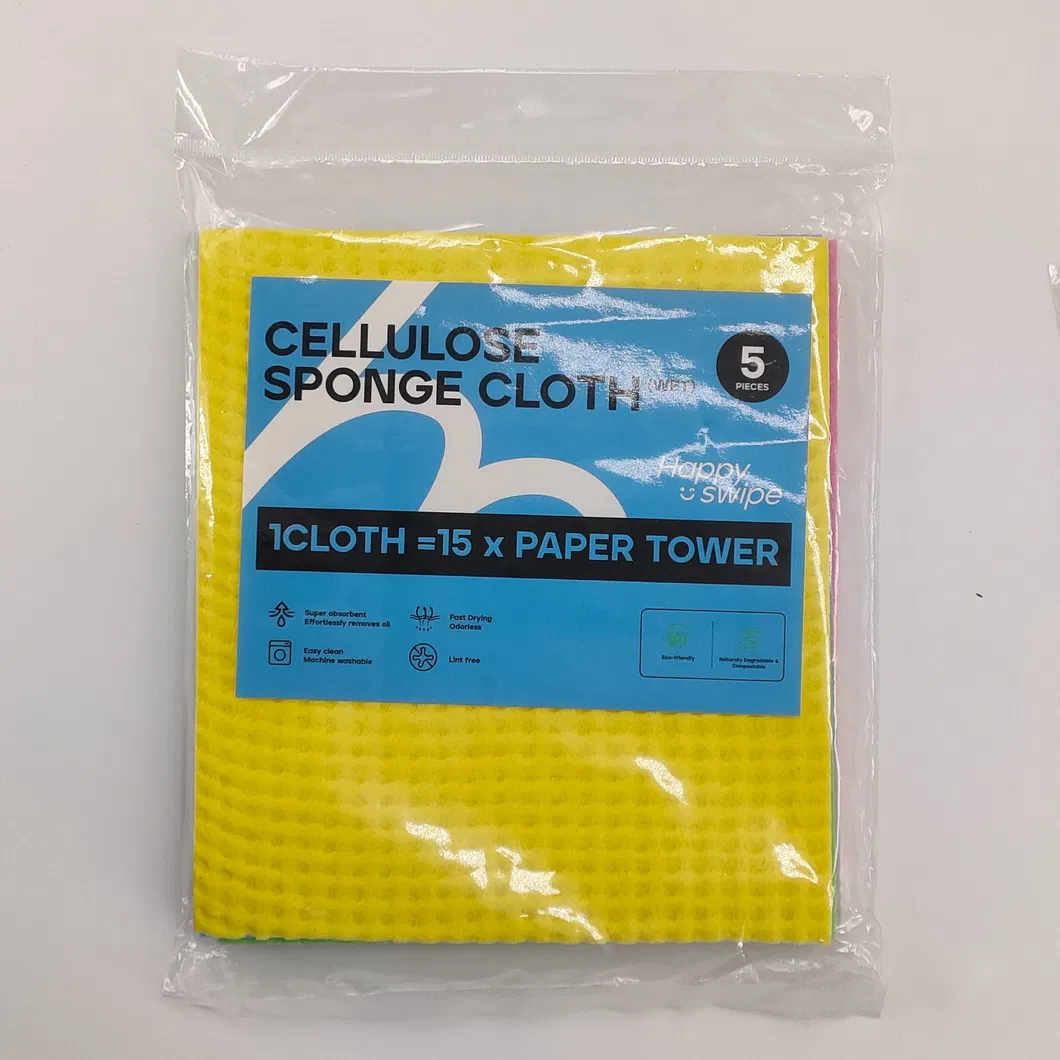 CELLULOSE
SPONGE CLOTH (WET)
5
PIECES
Happy
swipe
1CLOTH =15 x PAPER TOWER
Super absorbent
Effortlessly removes oil
Fast Drying
Odorless
Easy clean
Machine washable
Lint free
Eco-friendly
Naturally Degradable &
Compostable